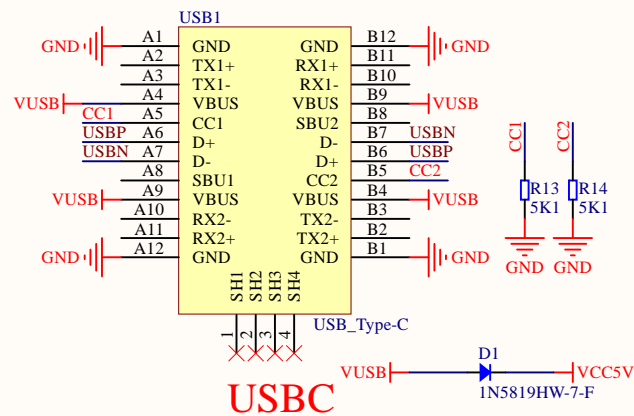 USB1
GND A1 GND GND B12 GND
A2 TX1+ RX1+ B11
A3 TX1- RX1- B10
VUSB A4 VBUS VBUS B9 VUSB
CC1 A5 CC1 SBU2 B8
USBP A6 D+ D- B7 USBN
USBN A7 D- D+ B6 USBP
A8 SBU1 CC2 B5 CC2
VUSB A9 VBUS VBUS B4 VUSB
A10 RX2- TX2- B3
A11 RX2+ TX2+ B2
GND A12 GND GND B1 GND
SH1 SH2 SH3 SH4
1 2 3 4
USB_Type-C
USBC
CC1 CC2
R13 R14
5K1 5K1
GND GND
D1
VUSB VCC5V
1N5819HW-7-F